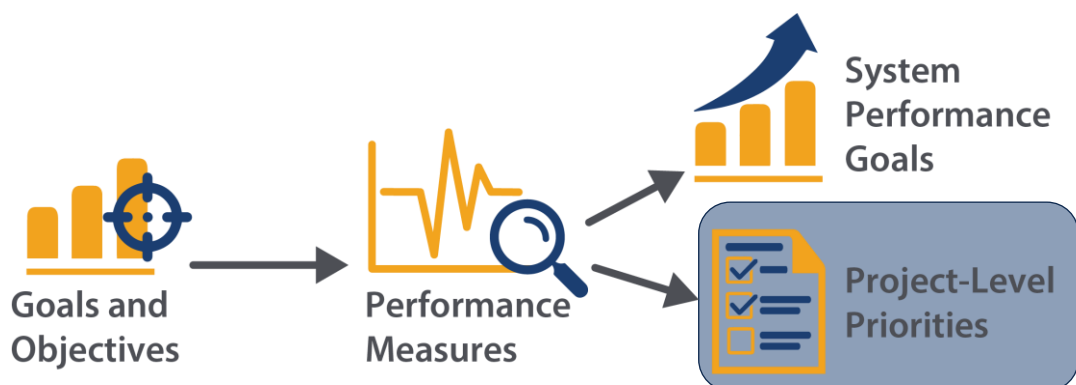 Goals and
Objectives
Performance
Measures
System
Performance
Goals
Project-Level
Priorities